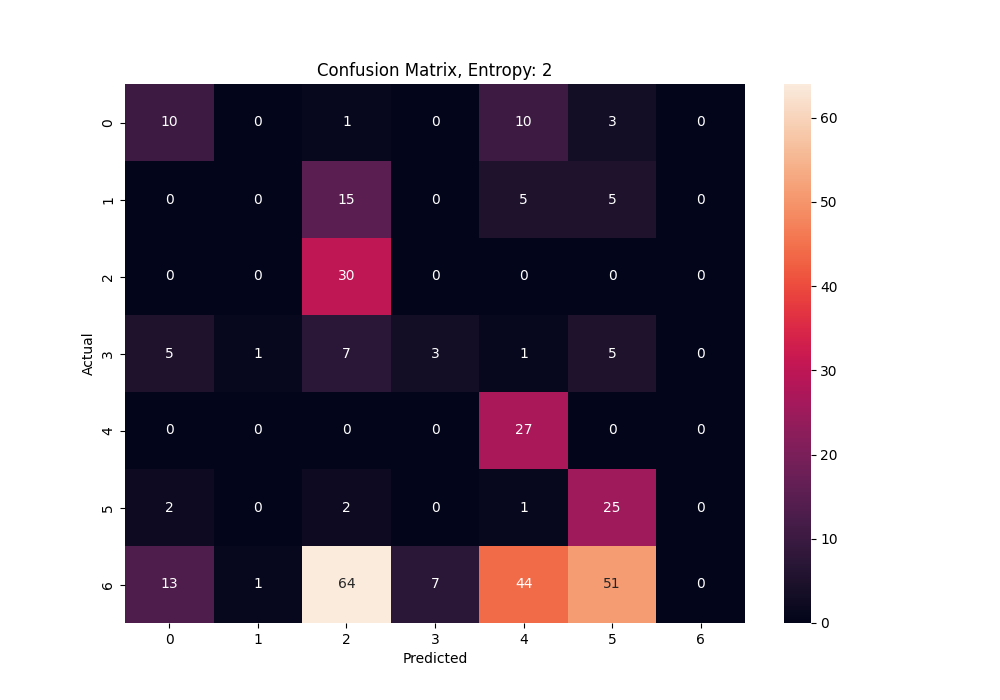 Confusion Matrix, Entropy: 2
0 10 0 1 0 10 3 0
1 0 0 15 0 5 5 0
2 0 0 30 0 0 0 0
3 5 1 7 3 1 5 0
4 0 0 0 0 27 0 0
5 2 0 2 0 1 25 0
6 13 1 64 7 44 51 0
0 1 2 3 4 5 6
Predicted
Actual
60
50
40
30
20
10
0